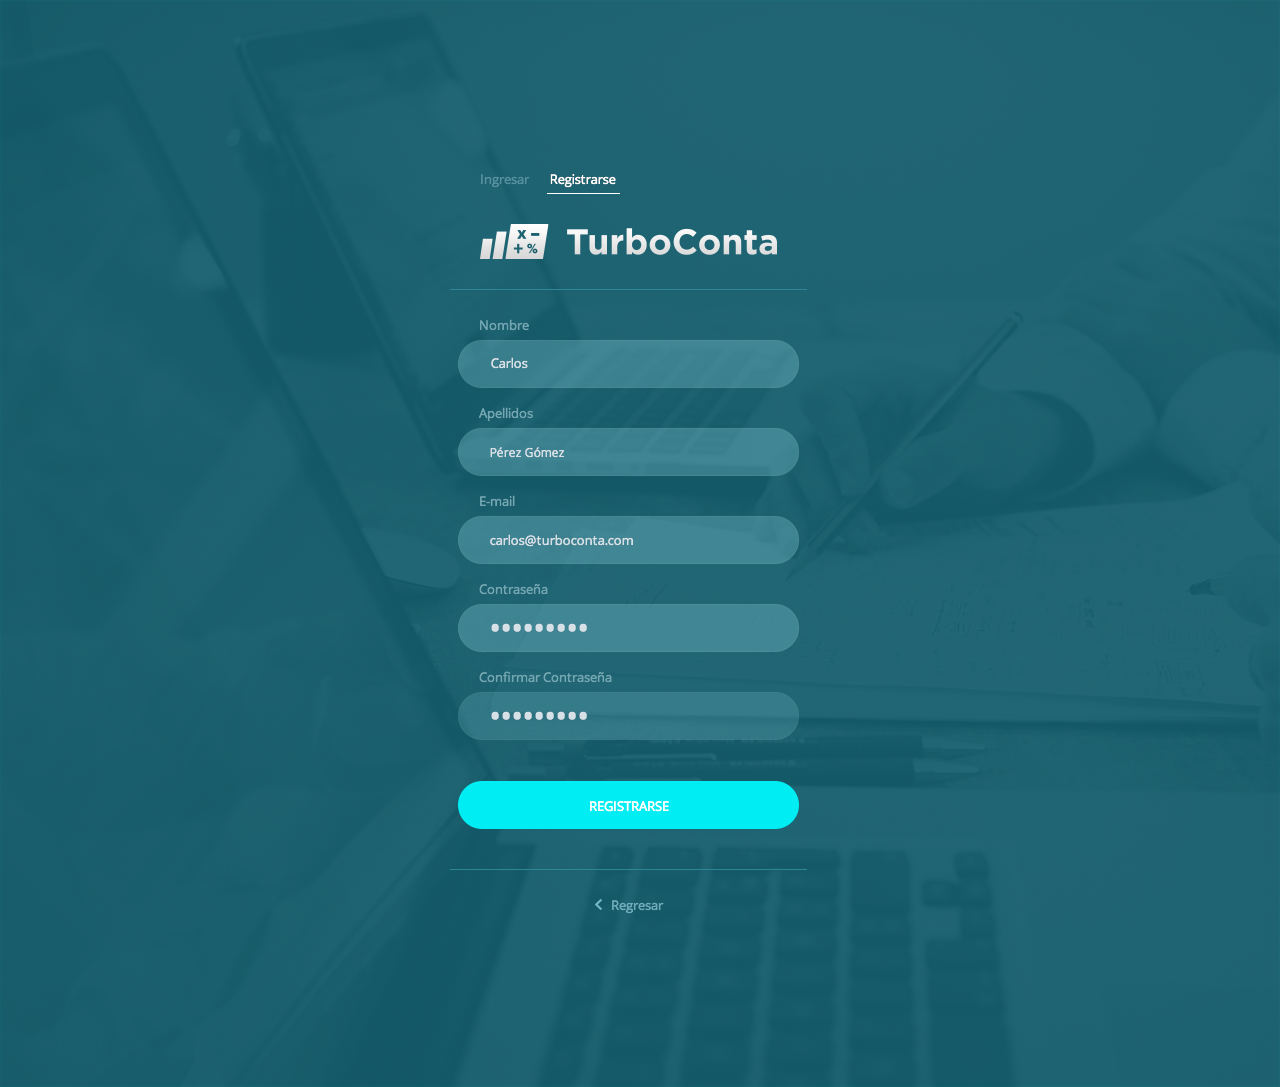 Ingresar Registrarse
X − + % TurboConta
Nombre
Carlos
Apellidos
Pérez Gómez
E-mail
carlos@turboconta.com
Contraseña
●●●●●●●●●
Confirmar Contraseña
●●●●●●●●●
REGISTRARSE
Regresar